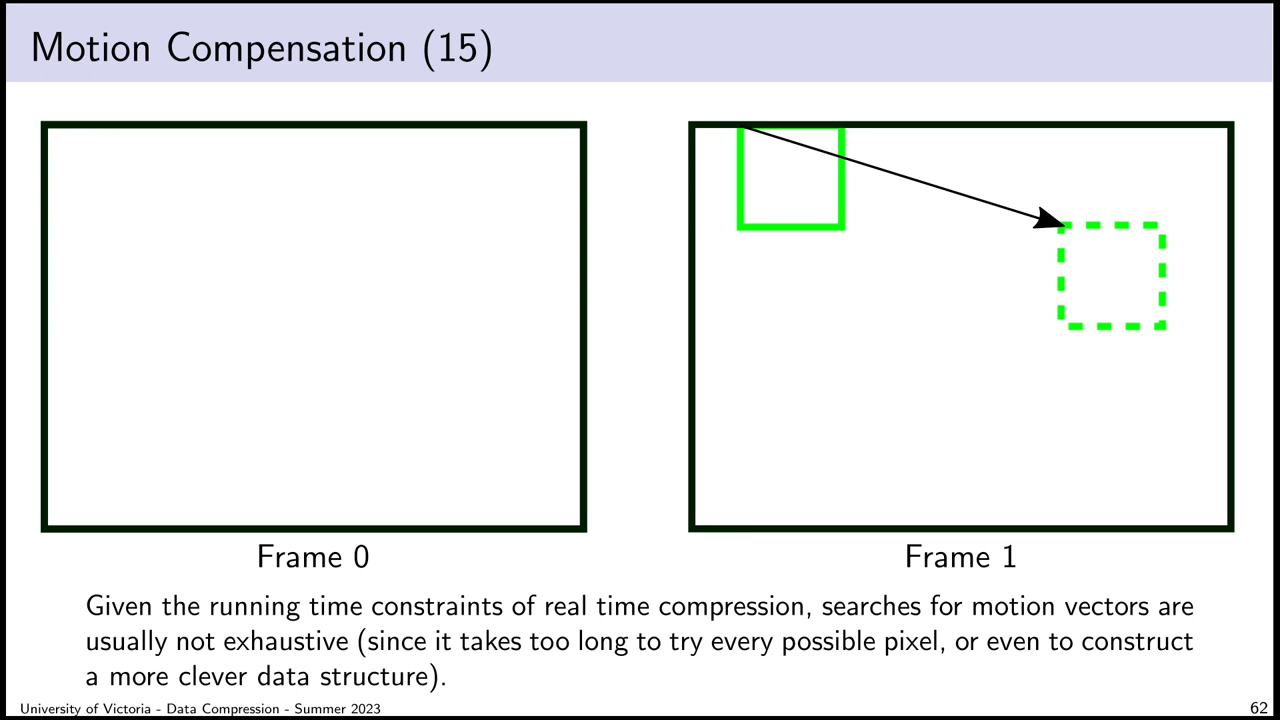 Motion Compensation (15)
Frame 0
Frame 1
Given the running time constraints of real time compression, searches for motion vectors are
usually not exhaustive (since it takes too long to try every possible pixel, or even to construct
a more clever data structure).
University of Victoria - Data Compression - Summer 2023
62